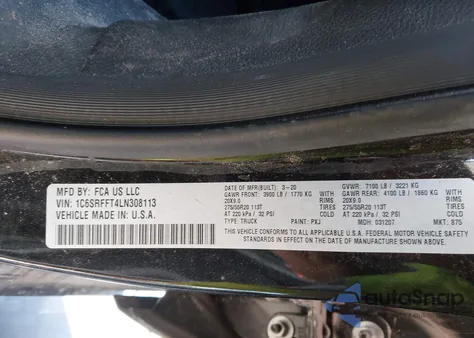 MFD BY: FCA US LLC
VIN: 1C6SRFFT4LN308113
VEHICLE MADE IN U.S.A.
DATE OF MFR(BUILT) 3-20 GVWR: 7100 LB / 3221 KG
GAWR FRONT: 3900 LB / 1770 KG GAWR REAR: 4100 LB / 1860 KG
20X9.0 RIMS 20X9.0 RIMS
275/55R20 113T TIRES 275/55R20 113T TIRES
AT 220 kPa / 32 PSI AT 220 kPa / 32 PSI
TYPE: TRUCK PAINT: PXJ MDH: 031207 MKT: B75
THIS VEHICLE CONFORMS TO ALL APPLICABLE U.S.A. FEDERAL MOTOR VEHICLE SAFETY
STANDARDS IN EFFECT ON THE DATE OF MANUFACTURE SHOWN ABOVE.
autoSnap